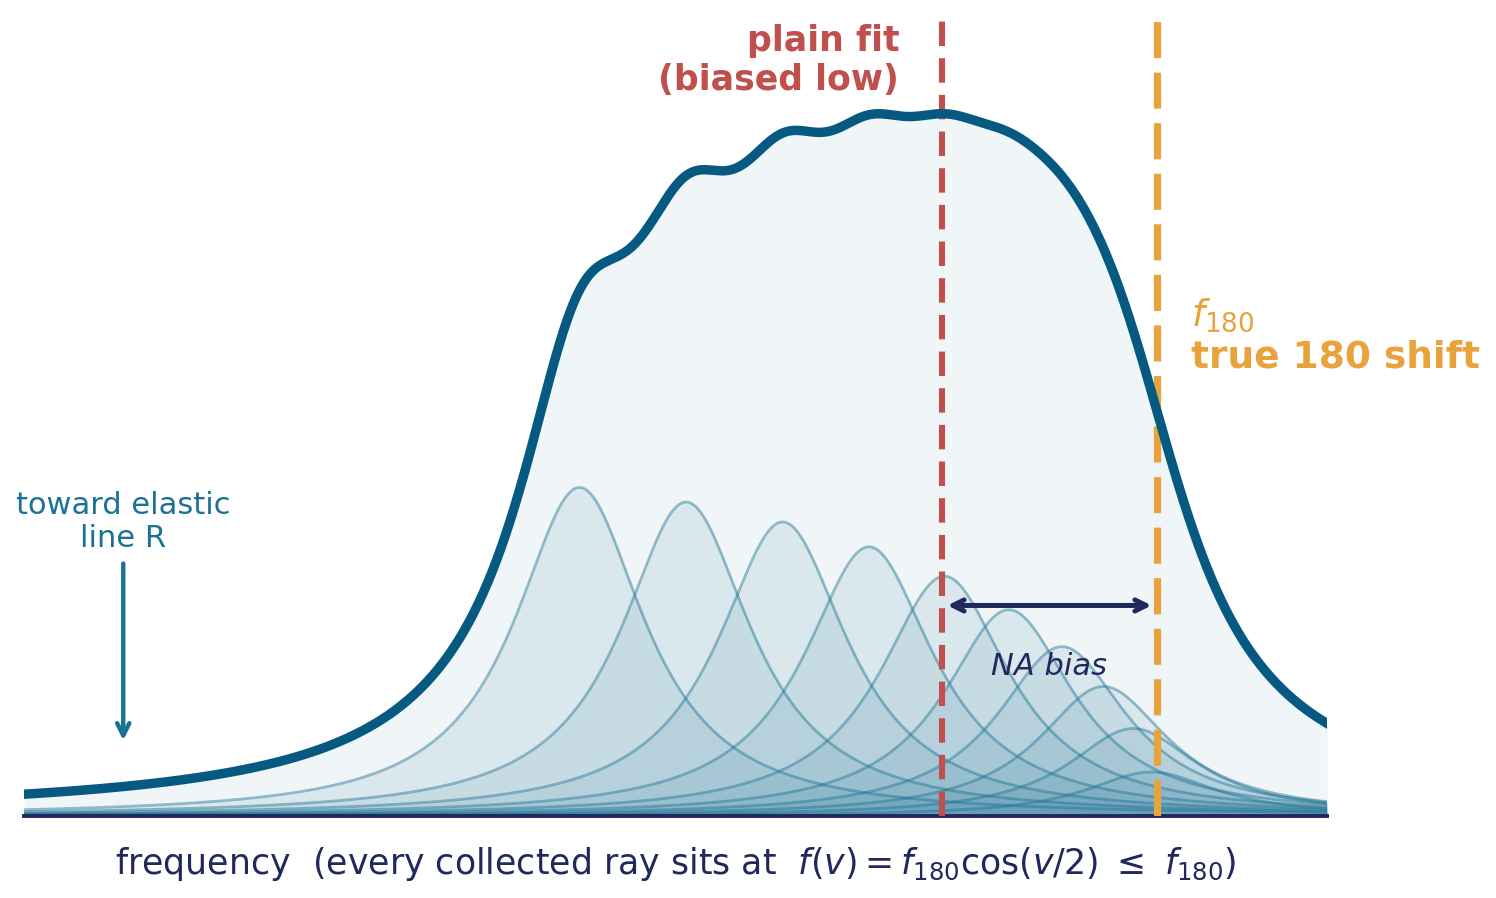 plain fit
(biased low)
f₁₈₀
true 180 shift
toward elastic
line R
NA bias
frequency (every collected ray sits at f(v) = f₁₈₀cos(v/2) ≤ f₁₈₀)